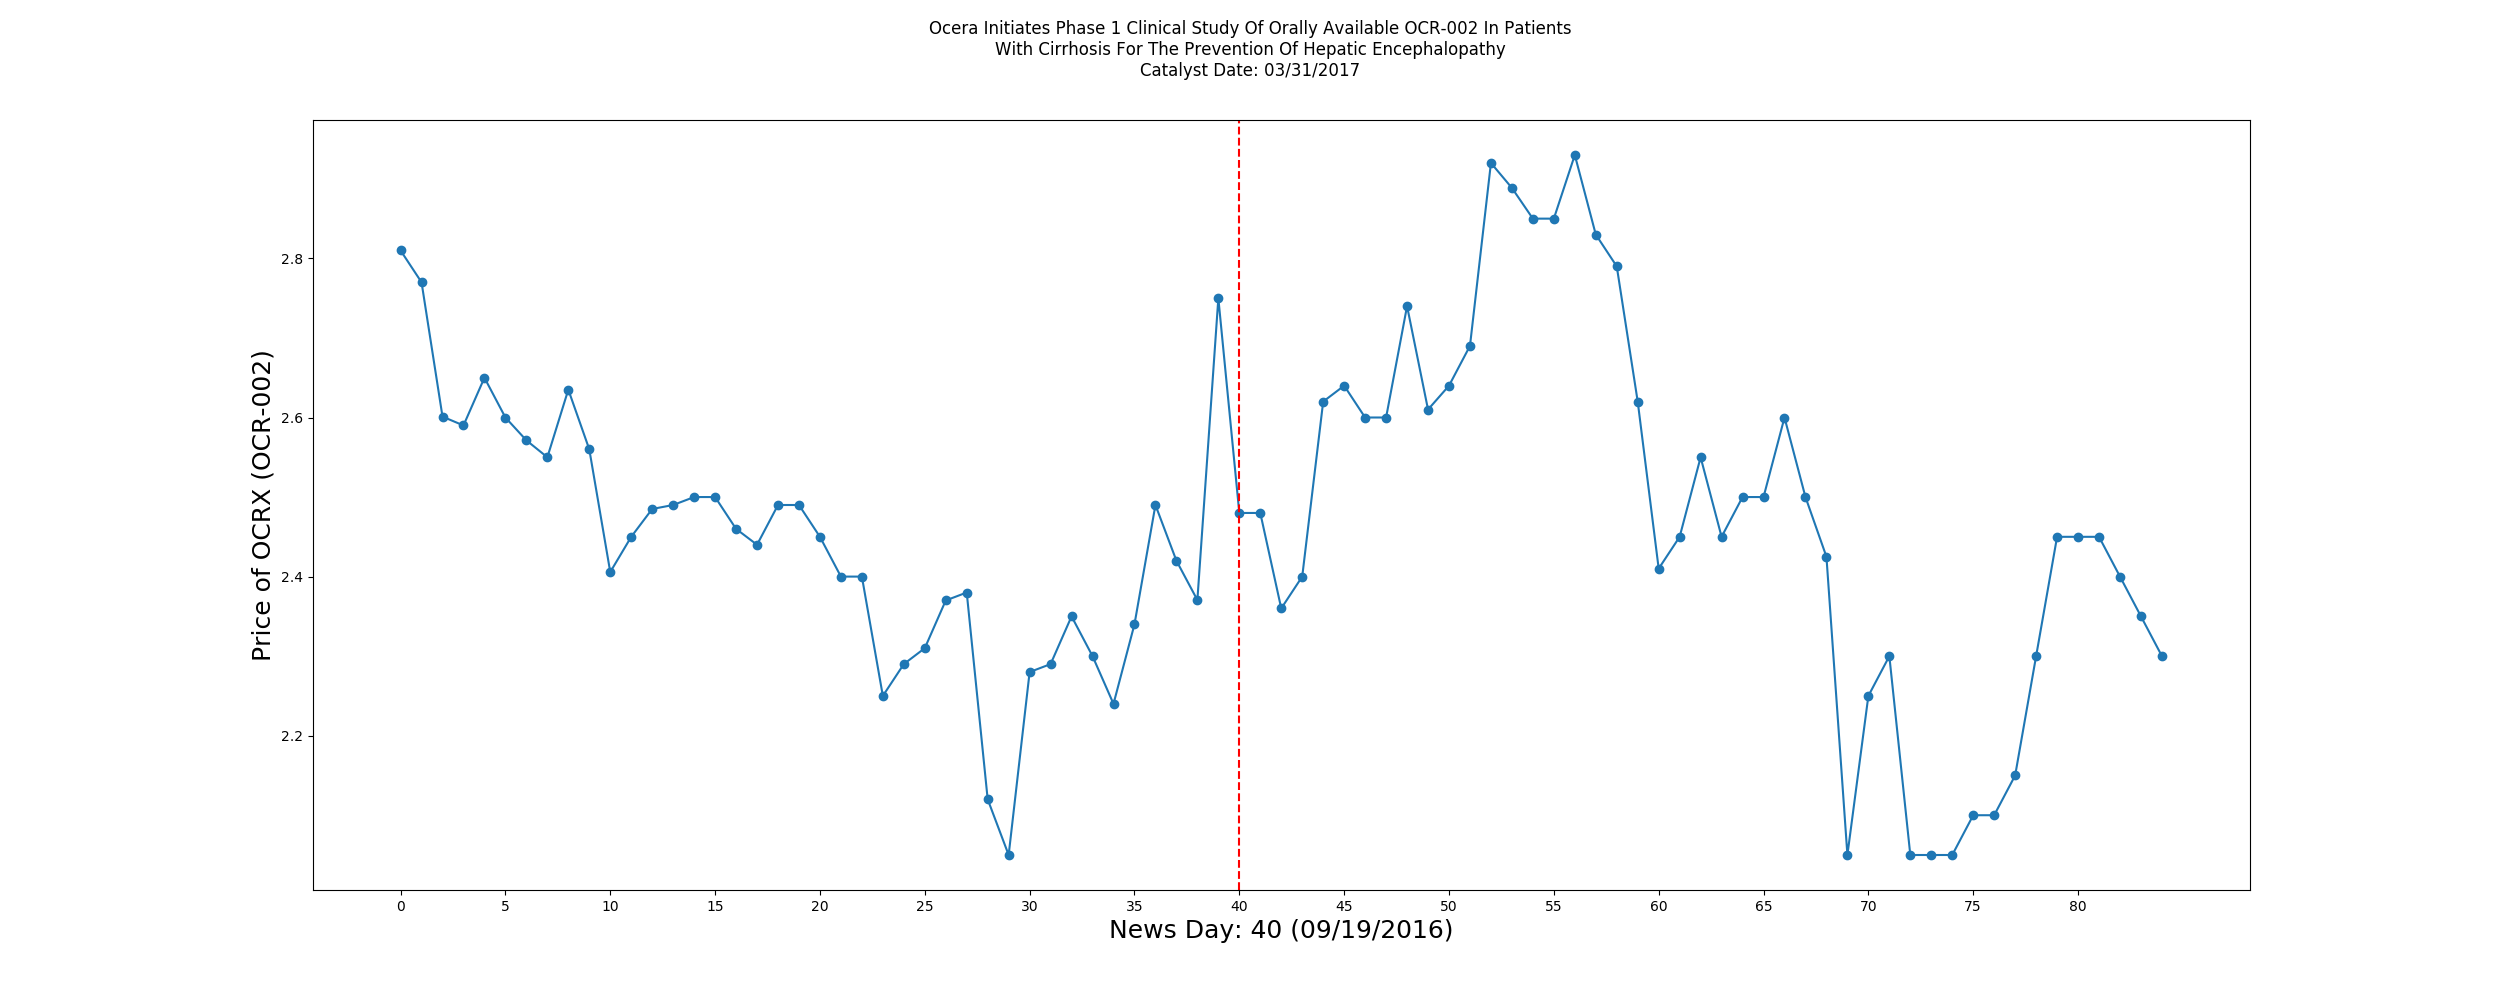 Ocera Initiates Phase 1 Clinical Study Of Orally Available OCR-002 In Patients
With Cirrhosis For The Prevention Of Hepatic Encephalopathy
Catalyst Date: 03/31/2017
Price of OCRX (OCR-002)
2.8
2.6
2.4
2.2
0 5 10 15 20 25 30 35 40 45 50 55 60 65 70 75 80
News Day: 40 (09/19/2016)